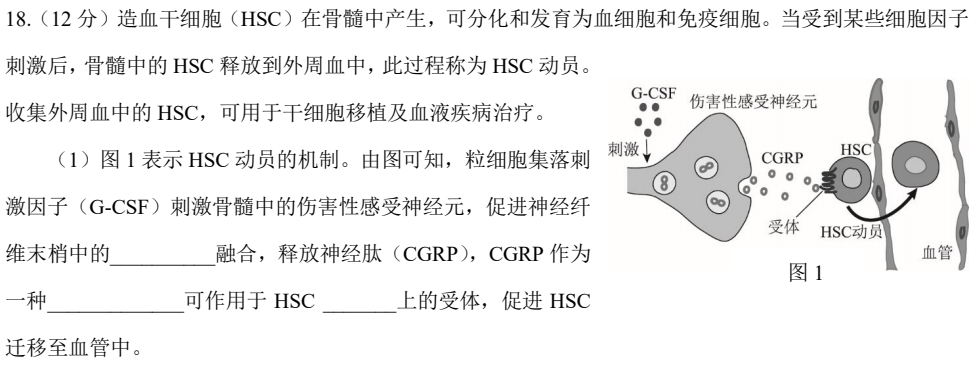 18.（12 分）造血干细胞（HSC）在骨髓中产生，可分化和发育为血细胞和免疫细胞。当受到某些细胞因子
刺激后，骨髓中的 HSC 释放到外周血中，此过程称为 HSC 动员。
收集外周血中的 HSC，可用于干细胞移植及血液疾病治疗。
（1）图 1 表示 HSC 动员的机制。由图可知，粒细胞集落刺
激因子（G-CSF）刺激骨髓中的伤害性感受神经元，促进神经纤
维末梢中的__________融合，释放神经肽（CGRP），CGRP 作为
一种_____________可作用于 HSC _______上的受体，促进 HSC
迁移至血管中。
G-CSF
伤害性感受神经元
刺激
CGRP
HSC
受体
HSC动员
血管
图 1